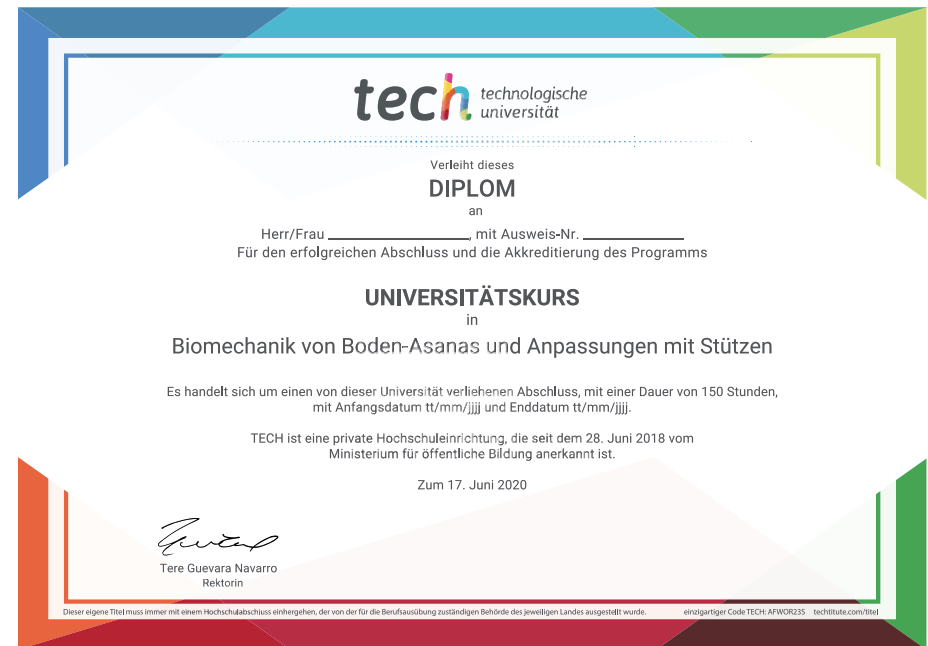 tech technologische
universität
Verleiht dieses
DIPLOM
an
Herr/Frau ____________, mit Ausweis-Nr. ____________
Für den erfolgreichen Abschluss und die Akkreditierung des Programms
UNIVERSITÄTSKURS
in
Biomechanik von Boden-Asanas und Anpassungen mit Stützen
Es handelt sich um einen von dieser Universität verliehenen Abschluss, mit einer Dauer von 150 Stunden,
mit Anfangsdatum tt/mm/jjjj und Enddatum tt/mm/jjjj.
TECH ist eine private Hochschuleinrichtung, die seit dem 28. Juni 2018 vom
Ministerium für öffentliche Bildung anerkannt ist.
Zum 17. Juni 2020
Tere Guevara Navarro
Rektorin
Dieser eigene Titel muss immer mit einem Hochschulabschluss einhergehen, der von der für die Berufsausübung zuständigen Behörde des jeweiligen Landes ausgestellt wurde. einzigartiger Code TECH: AFWOR235 techtitute.com/titel